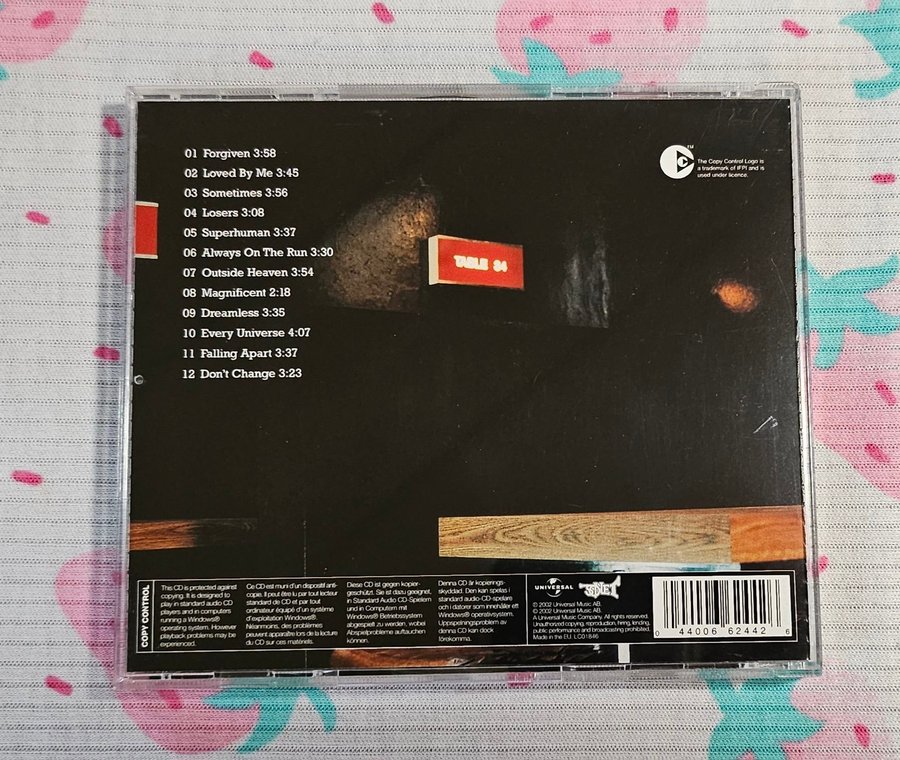 01 Forgiven 3:58
02 Loved By Me 3:45
03 Sometimes 3:56
04 Losers 3:08
05 Superhuman 3:37
06 Always On The Run 3:30
07 Outside Heaven 3:54
08 Magnificent 2:18
09 Dreamless 3:35
10 Every Universe 4:07
11 Falling Apart 3:37
12 Don't Change 3:23
TM
The Copy Control Logo is
a trademark of IFPI and is
used under licence.
TABLE 34
COPY CONTROL
This CD is protected against
copying. It is designed to
play in standard audio CD
players and in computers
running a Windows®
operating system. However
playback problems may be
experienced.
Ce CD est muni d'un dispositif anti-
copie. Il peut être lu par tout lecteur
standard de CD et par tout
ordinateur équipé d'un système
d'exploitation Windows®.
Néanmoins, des problèmes
peuvent apparaître lors de la lecture
du CD sur ces matériels.
Diese CD ist gegen kopier-
geschützt. Sie ist dazu geeignet,
in Standard Audio CD-Spielern
und in Computern mit
Windows® Betriebssystem
abgespielt zu werden. wobei
Abspielprobleme auftauchen
können.
Denna CD är kopierings-
skyddad. Den kan spelas i
standard audio-CD-spelare
och i datorer som innehåller ett
Windows® operativsystem.
Uppspelningsproblem av
denna CD kan dock
förekomma.
UNIVERSAL
℗ 2002 Universal Music AB.
© 2002 Universal Music AB.
A Universal Music Company. All rights reserved.
Unauthorized copying, reproduction, hiring, lending,
public performance and broadcasting prohibited.
Made in the EU. LC01846
0 44006 62442 6